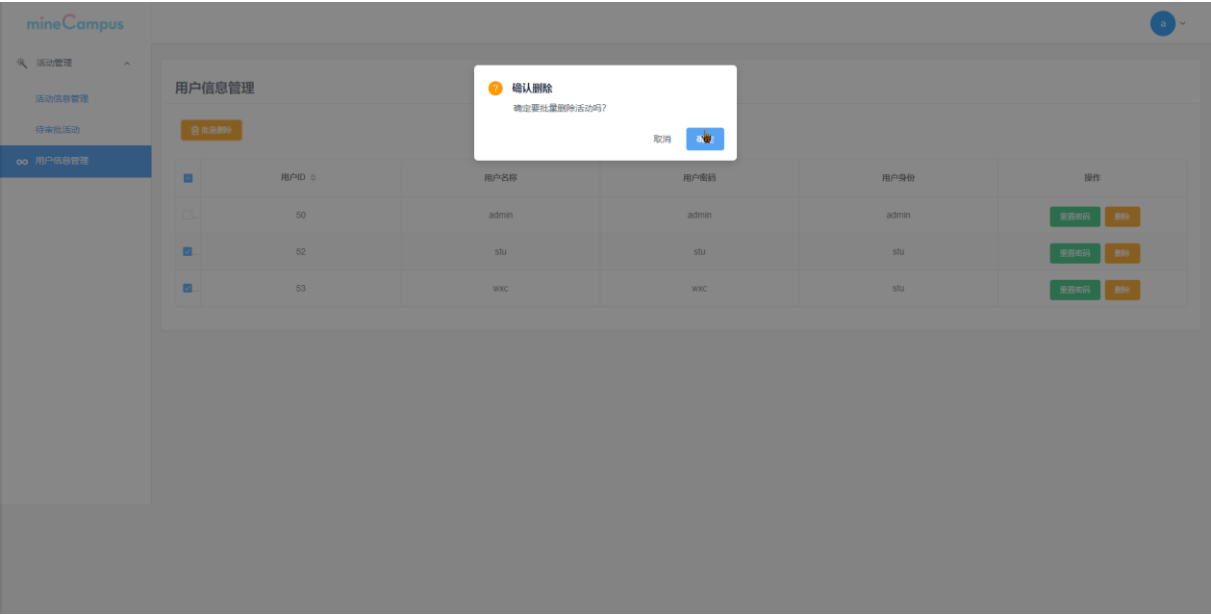 mineCampus
a
活动管理
活动信息管理
待审批活动
用户信息管理
用户信息管理
批量删除
确认删除
确定要批量删除活动吗?
取消
用户ID 用户名称 用户密码 用户身份 操作
50 admin admin admin 重置密码 删除
52 stu stu stu 重置密码 删除
53 wxc wxc stu 重置密码 删除